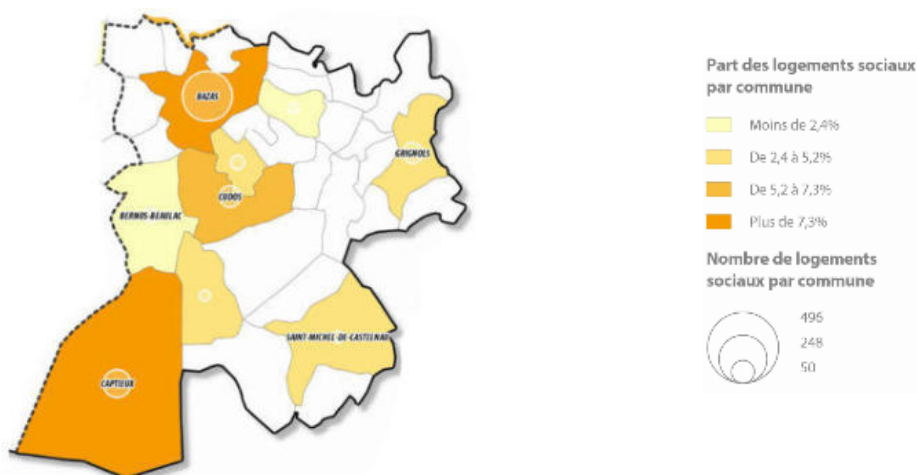 BAZAS
GRIGNOLS
CUDOS
BERNOS-BEAULAC
SAINT-MICHEL-DE-CASTELNAU
CAPTIEUX
Part des logements sociaux
par commune
Moins de 2,4%
De 2,4 à 5,2%
De 5,2 à 7,3%
Plus de 7,3%
Nombre de logements
sociaux par commune
495
248
50